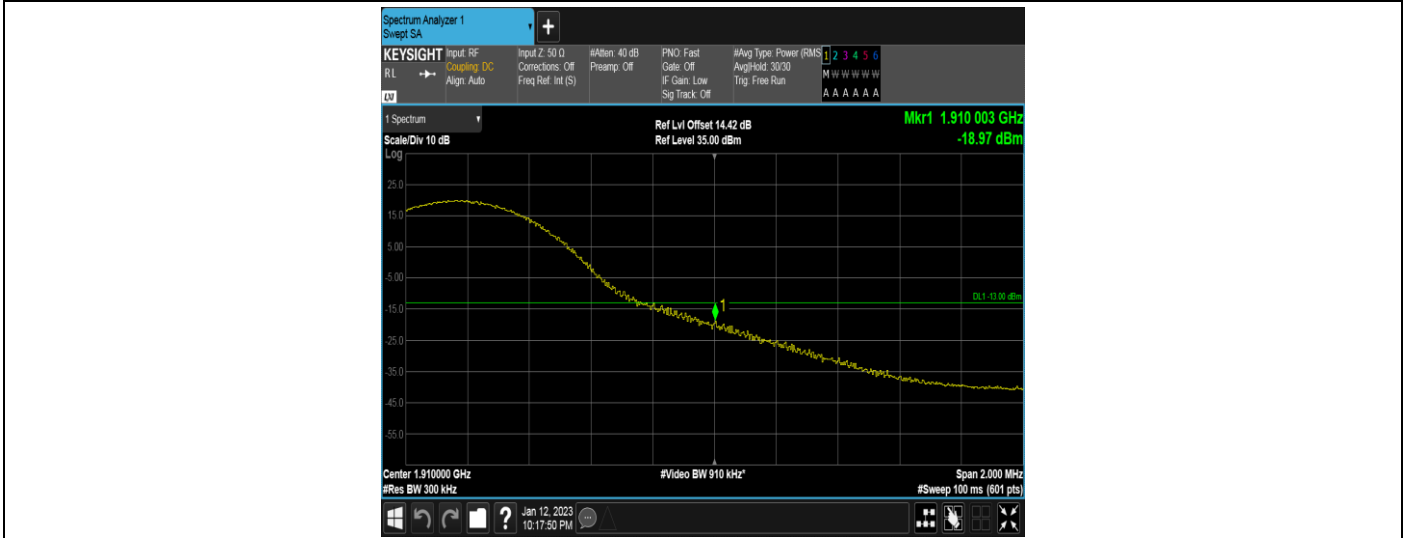 Spectrum Analyzer 1
Swept SA
+
KEYSIGHT Input: RF Input Z: 50 Ω #Atten: 40 dB PNO: Fast #Avg Type: Power (RMS 1 2 3 4 5 6
RL Coupling: DC Corrections: Off Preamp: Off Gate: Off Avg|Hold: 30/30 M W W W W W
Align: Auto Freq Ref: Int (S) IF Gain: Low Trig: Free Run
LXI Sig Track: Off A A A A A A
1 Spectrum Ref Lvl Offset 14.42 dB Mkr1 1.910 003 GHz
Scale/Div 10 dB Ref Level 35.00 dBm -18.97 dBm
Log
25.0
15.0
5.00
-5.00
DL1 -13.00 dBm
1
-15.0
-25.0
-35.0
-45.0
-55.0
Center 1.910000 GHz #Video BW 910 kHz* Span 2.000 MHz
#Res BW 300 kHz #Sweep 100 ms (601 pts)
? Jan 12, 2023
10:17:50 PM